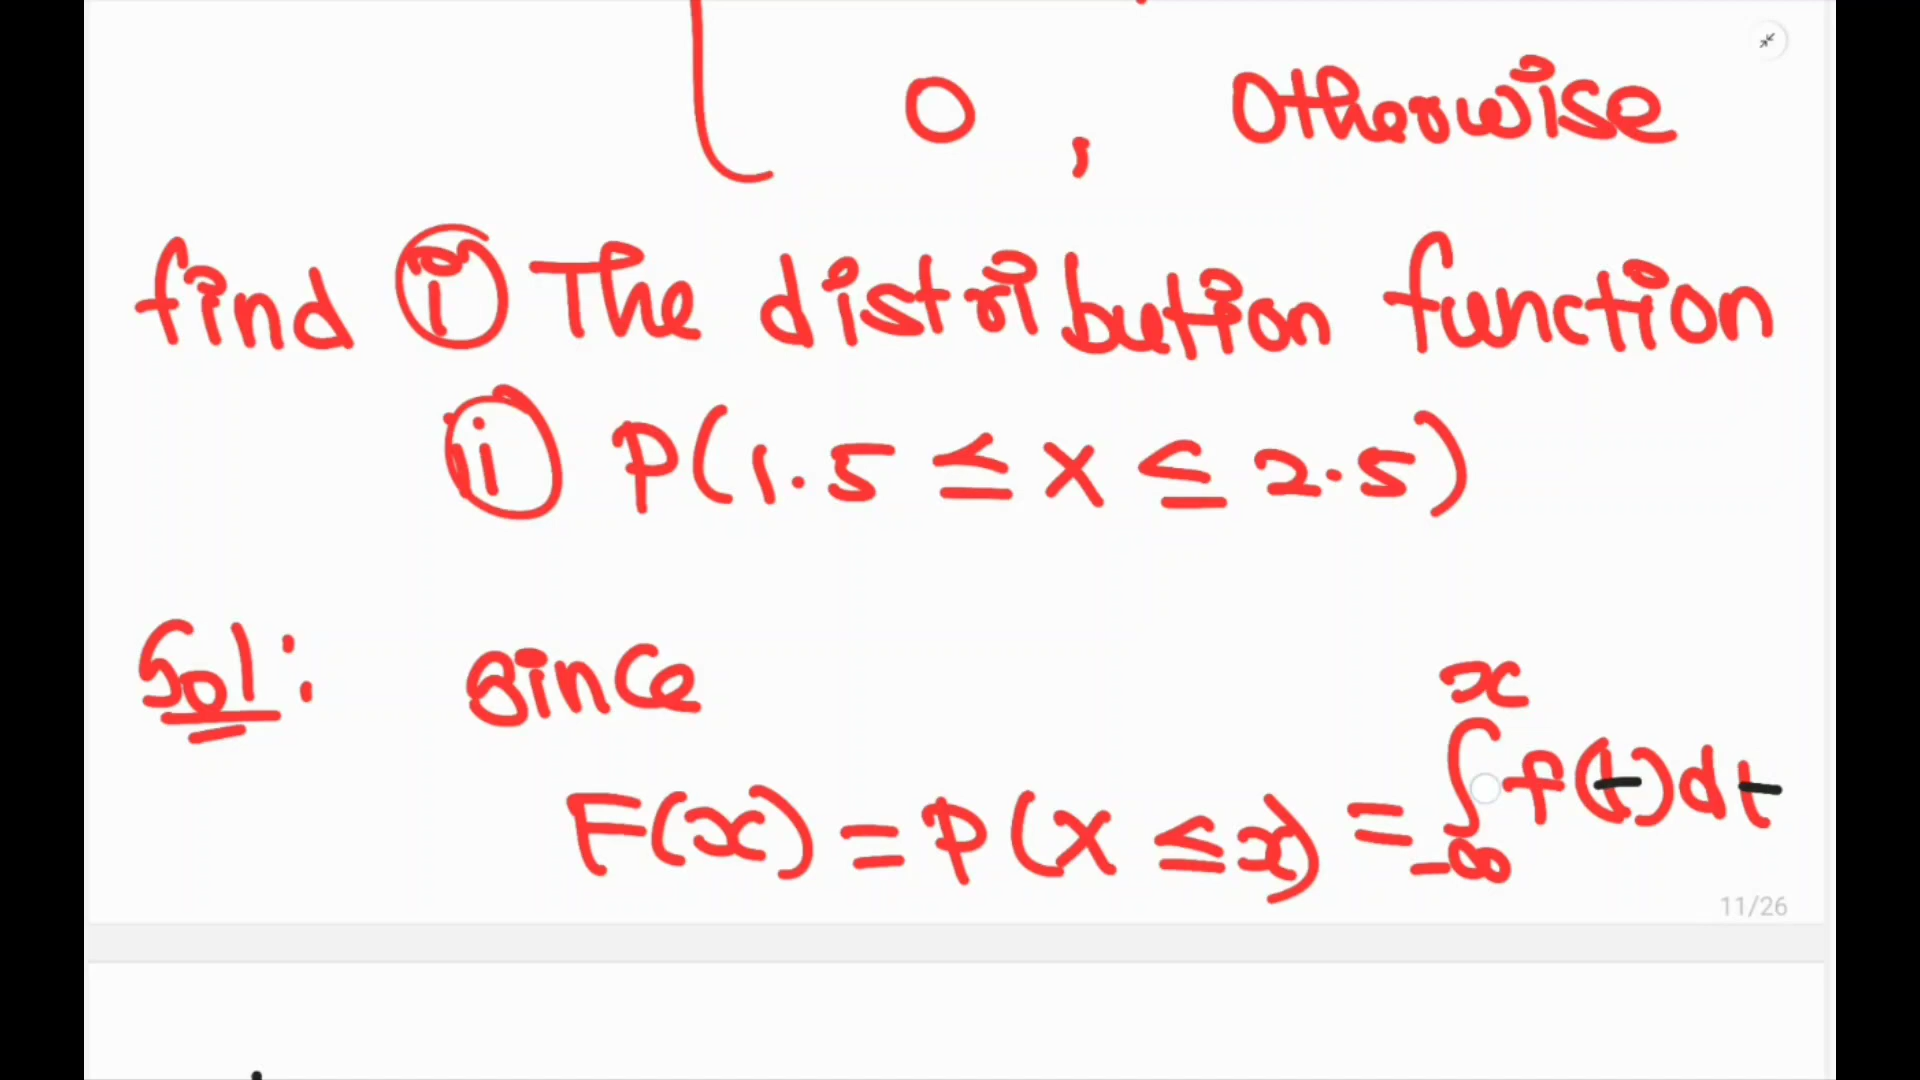 0 , Otherwise
find (i) The distribution function
(ii) P(1.5 ≤ X ≤ 2.5)
Sol: Since
F(x) = P(X ≤ x) = ∫_{-∞}^{x} f(t)dt
11/26